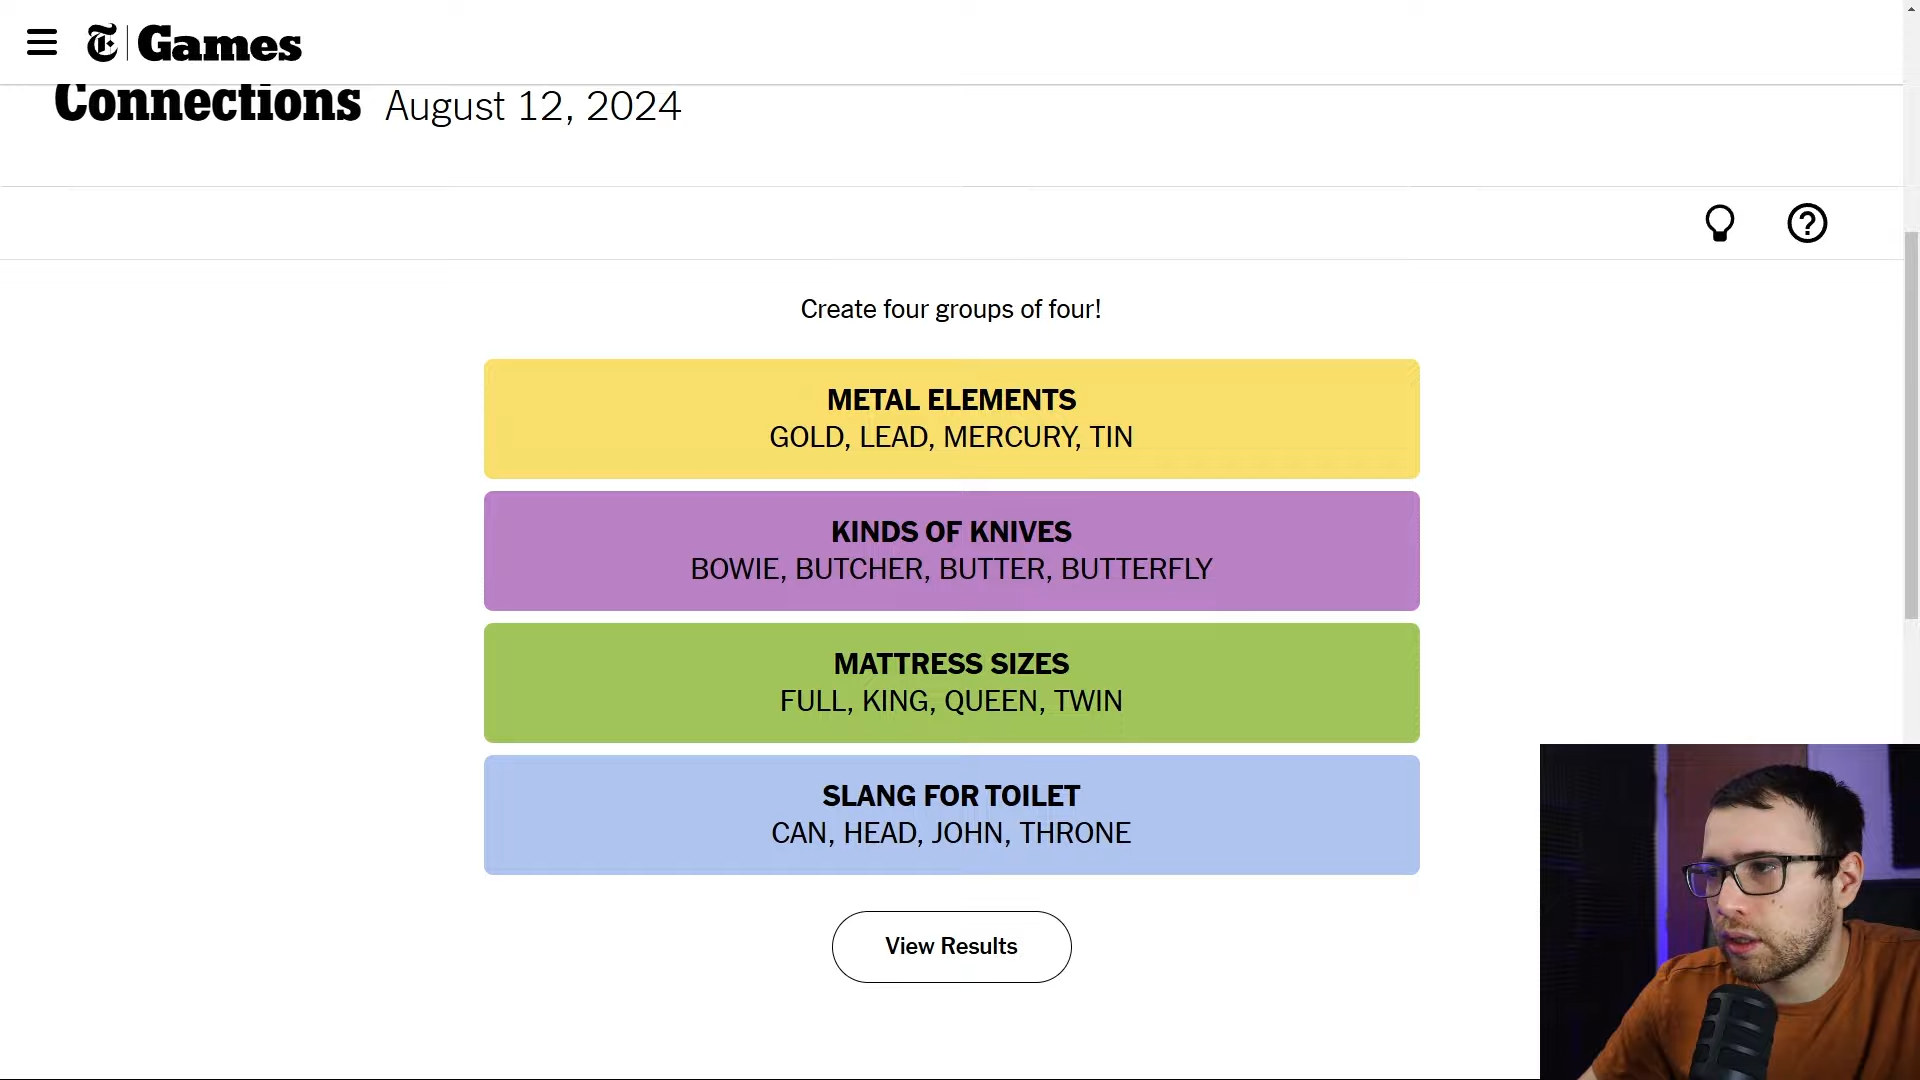 Games
Connections August 12, 2024
Create four groups of four!
METAL ELEMENTS
GOLD, LEAD, MERCURY, TIN
KINDS OF KNIVES
BOWIE, BUTCHER, BUTTER, BUTTERFLY
MATTRESS SIZES
FULL, KING, QUEEN, TWIN
SLANG FOR TOILET
CAN, HEAD, JOHN, THRONE
View Results